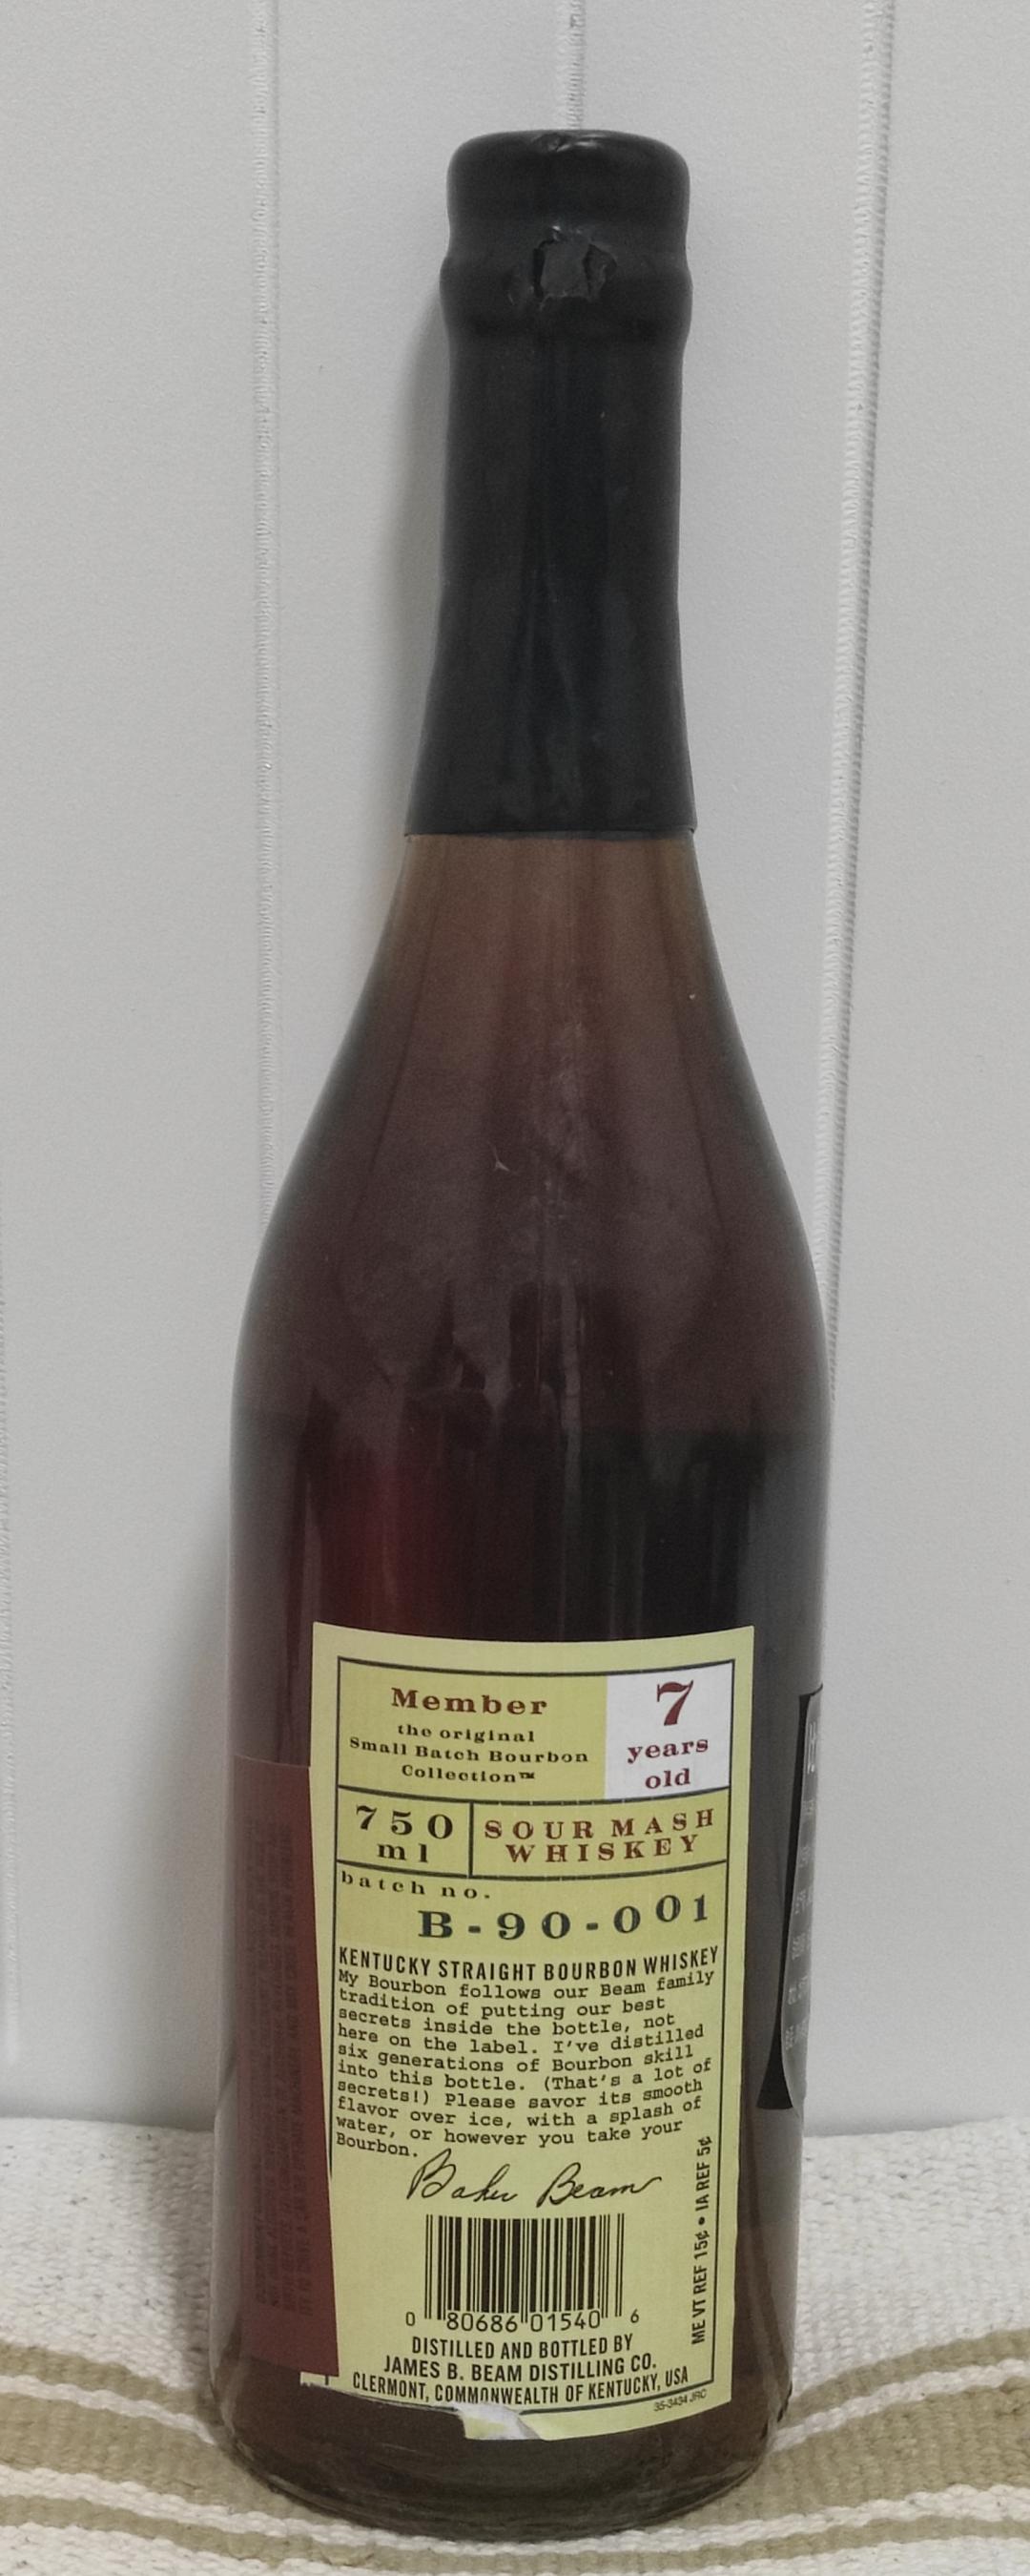 Member
the original
Small Batch Bourbon
Collection™
7
years
old
750
ml
SOUR MASH
WHISKEY
batch no.
B-90-001
KENTUCKY STRAIGHT BOURBON WHISKEY
My Bourbon follows our Beam family
tradition of putting our best
secrets inside the bottle, not
here on the label. I've distilled
six generations of Bourbon skill
into this bottle. (That's a lot of
secrets!) Please savor its smooth
flavor over ice, with a splash of
water, or however you take your
Bourbon.
Baker Beam
ME VT REF 15¢ • IA REF 5¢
0 80686 01540 6
DISTILLED AND BOTTLED BY
JAMES B. BEAM DISTILLING CO.
CLERMONT, COMMONWEALTH OF KENTUCKY, USA
35-3434 JRC